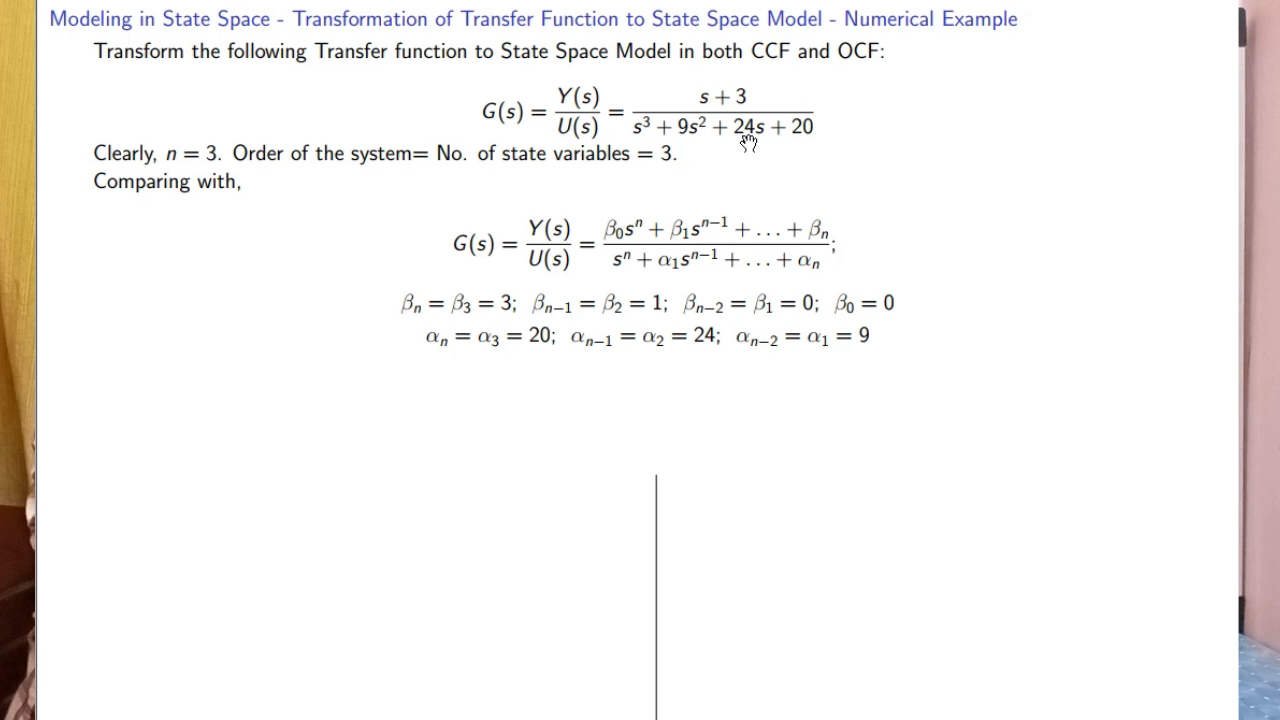 Modeling in State Space - Transformation of Transfer Function to State Space Model - Numerical Example
Transform the following Transfer function to State Space Model in both CCF and OCF:
G(s) = Y(s)/U(s) = (s + 3)/(s³ + 9s² + 24s + 20)
Clearly, n = 3. Order of the system= No. of state variables = 3.
Comparing with,
G(s) = Y(s)/U(s) = (β₀sⁿ + β₁sⁿ⁻¹ + . . . + βₙ)/(sⁿ + α₁sⁿ⁻¹ + . . . + αₙ);
βₙ = β₃ = 3; βₙ₋₁ = β₂ = 1; βₙ₋₂ = β₁ = 0; β₀ = 0
αₙ = α₃ = 20; αₙ₋₁ = α₂ = 24; αₙ₋₂ = α₁ = 9